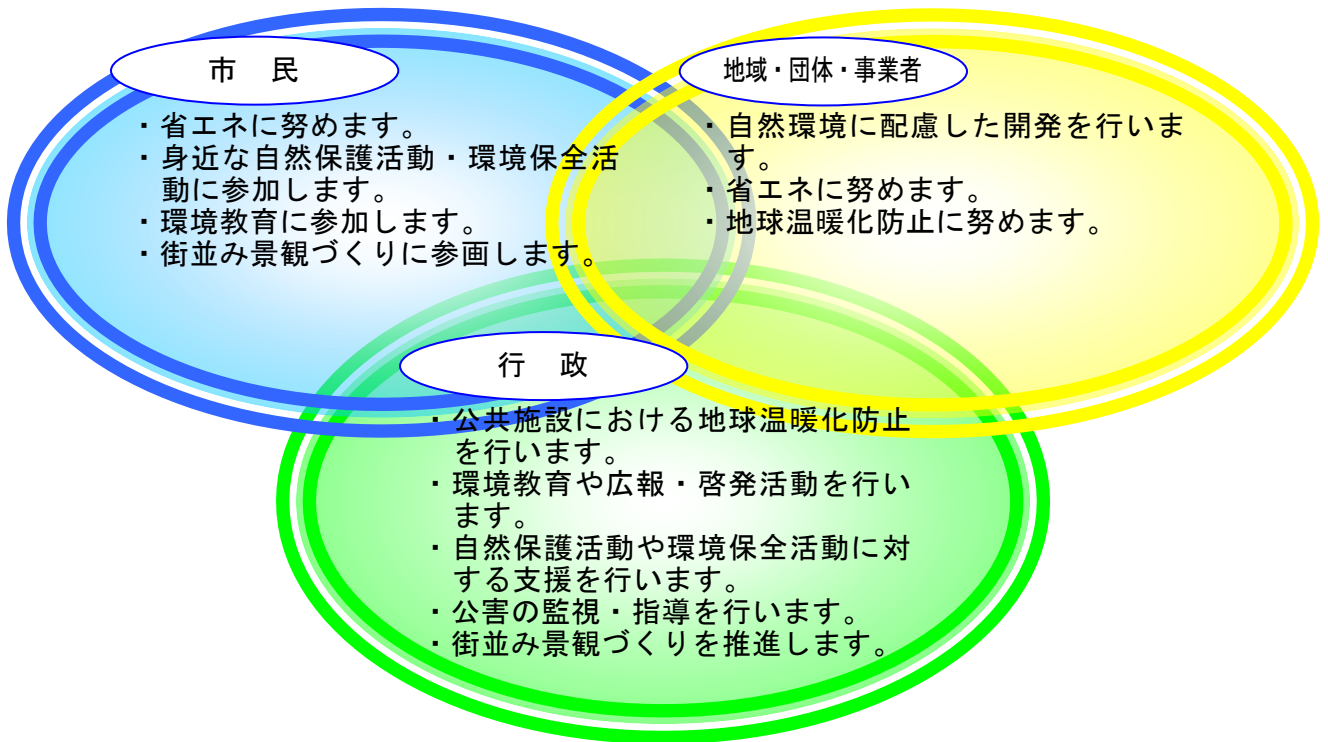 市　民
・省エネに努めます。
・身近な自然保護活動・環境保全活
動に参加します。
・環境教育に参加します。
・街並み景観づくりに参画します。
地域・団体・事業者
・自然環境に配慮した開発を行いま
す。
・省エネに努めます。
・地球温暖化防止に努めます。
行　政
・公共施設における地球温暖化防止
を行います。
・環境教育や広報・啓発活動を行い
ます。
・自然保護活動や環境保全活動に対
する支援を行います。
・公害の監視・指導を行います。
・街並み景観づくりを推進します。